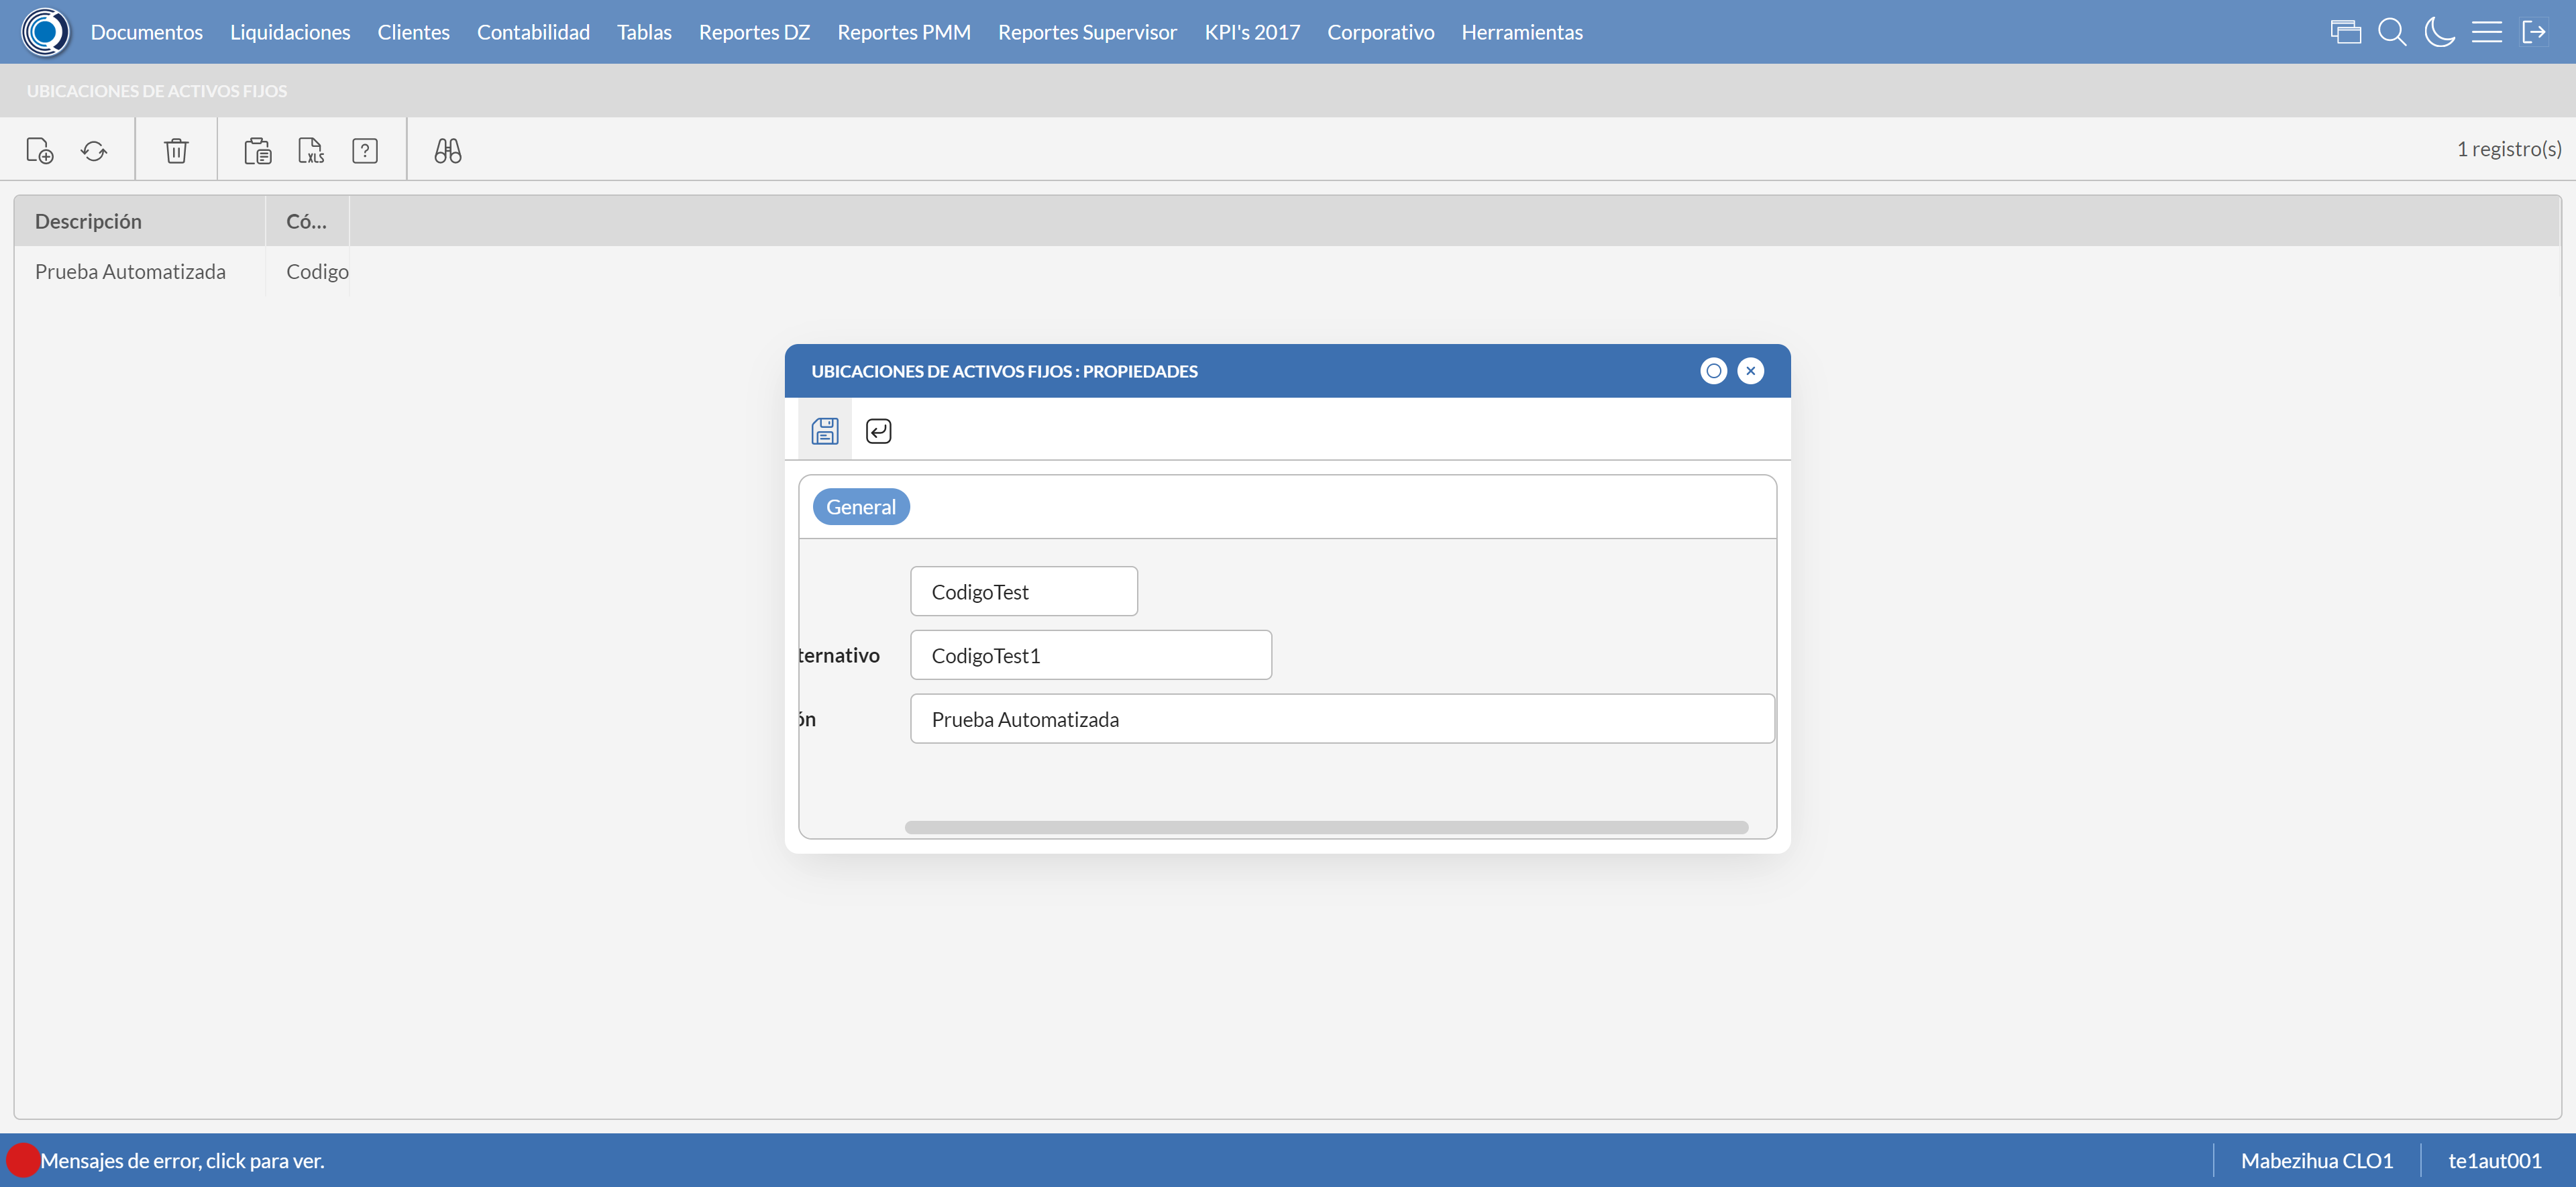 Documentos Liquidaciones Clientes Contabilidad Tablas Reportes DZ Reportes PMM Reportes Supervisor KPI's 2017 Corporativo Herramientas
UBICACIONES DE ACTIVOS FIJOS
XLS ? 1 registro(s)
Descripción Có...
Prueba Automatizada Codigo
UBICACIONES DE ACTIVOS FIJOS : PROPIEDADES
General
CodigoTest
ternativo CodigoTest1
ón Prueba Automatizada
Mensajes de error, click para ver. Mabezihua CLO1 te1aut001